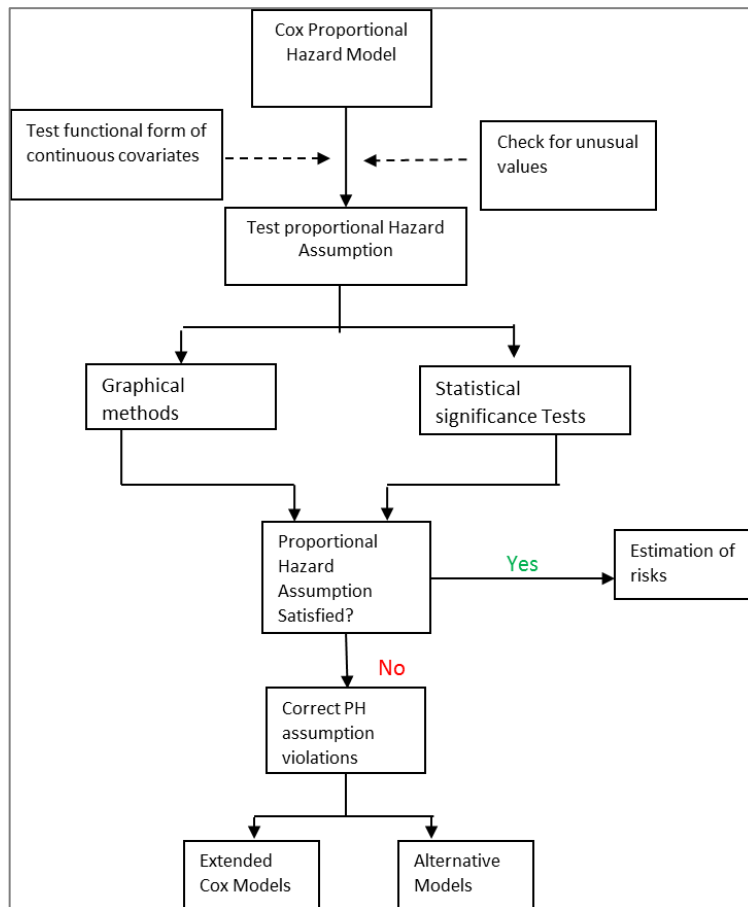 Cox Proportional
Hazard Model
Test functional form of
continuous covariates
Check for unusual
values
Test proportional Hazard
Assumption
Graphical
methods
Statistical
significance Tests
Proportional
Hazard
Assumption
Satisfied?
Yes
Estimation of
risks
No
Correct PH
assumption
violations
Extended
Cox Models
Alternative
Models